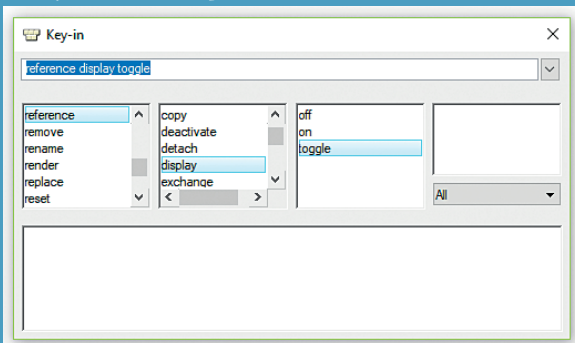 Key-in
reference display toggle
reference
remove
rename
render
replace
reset
copy
deactivate
detach
display
exchange
off
on
toggle
All